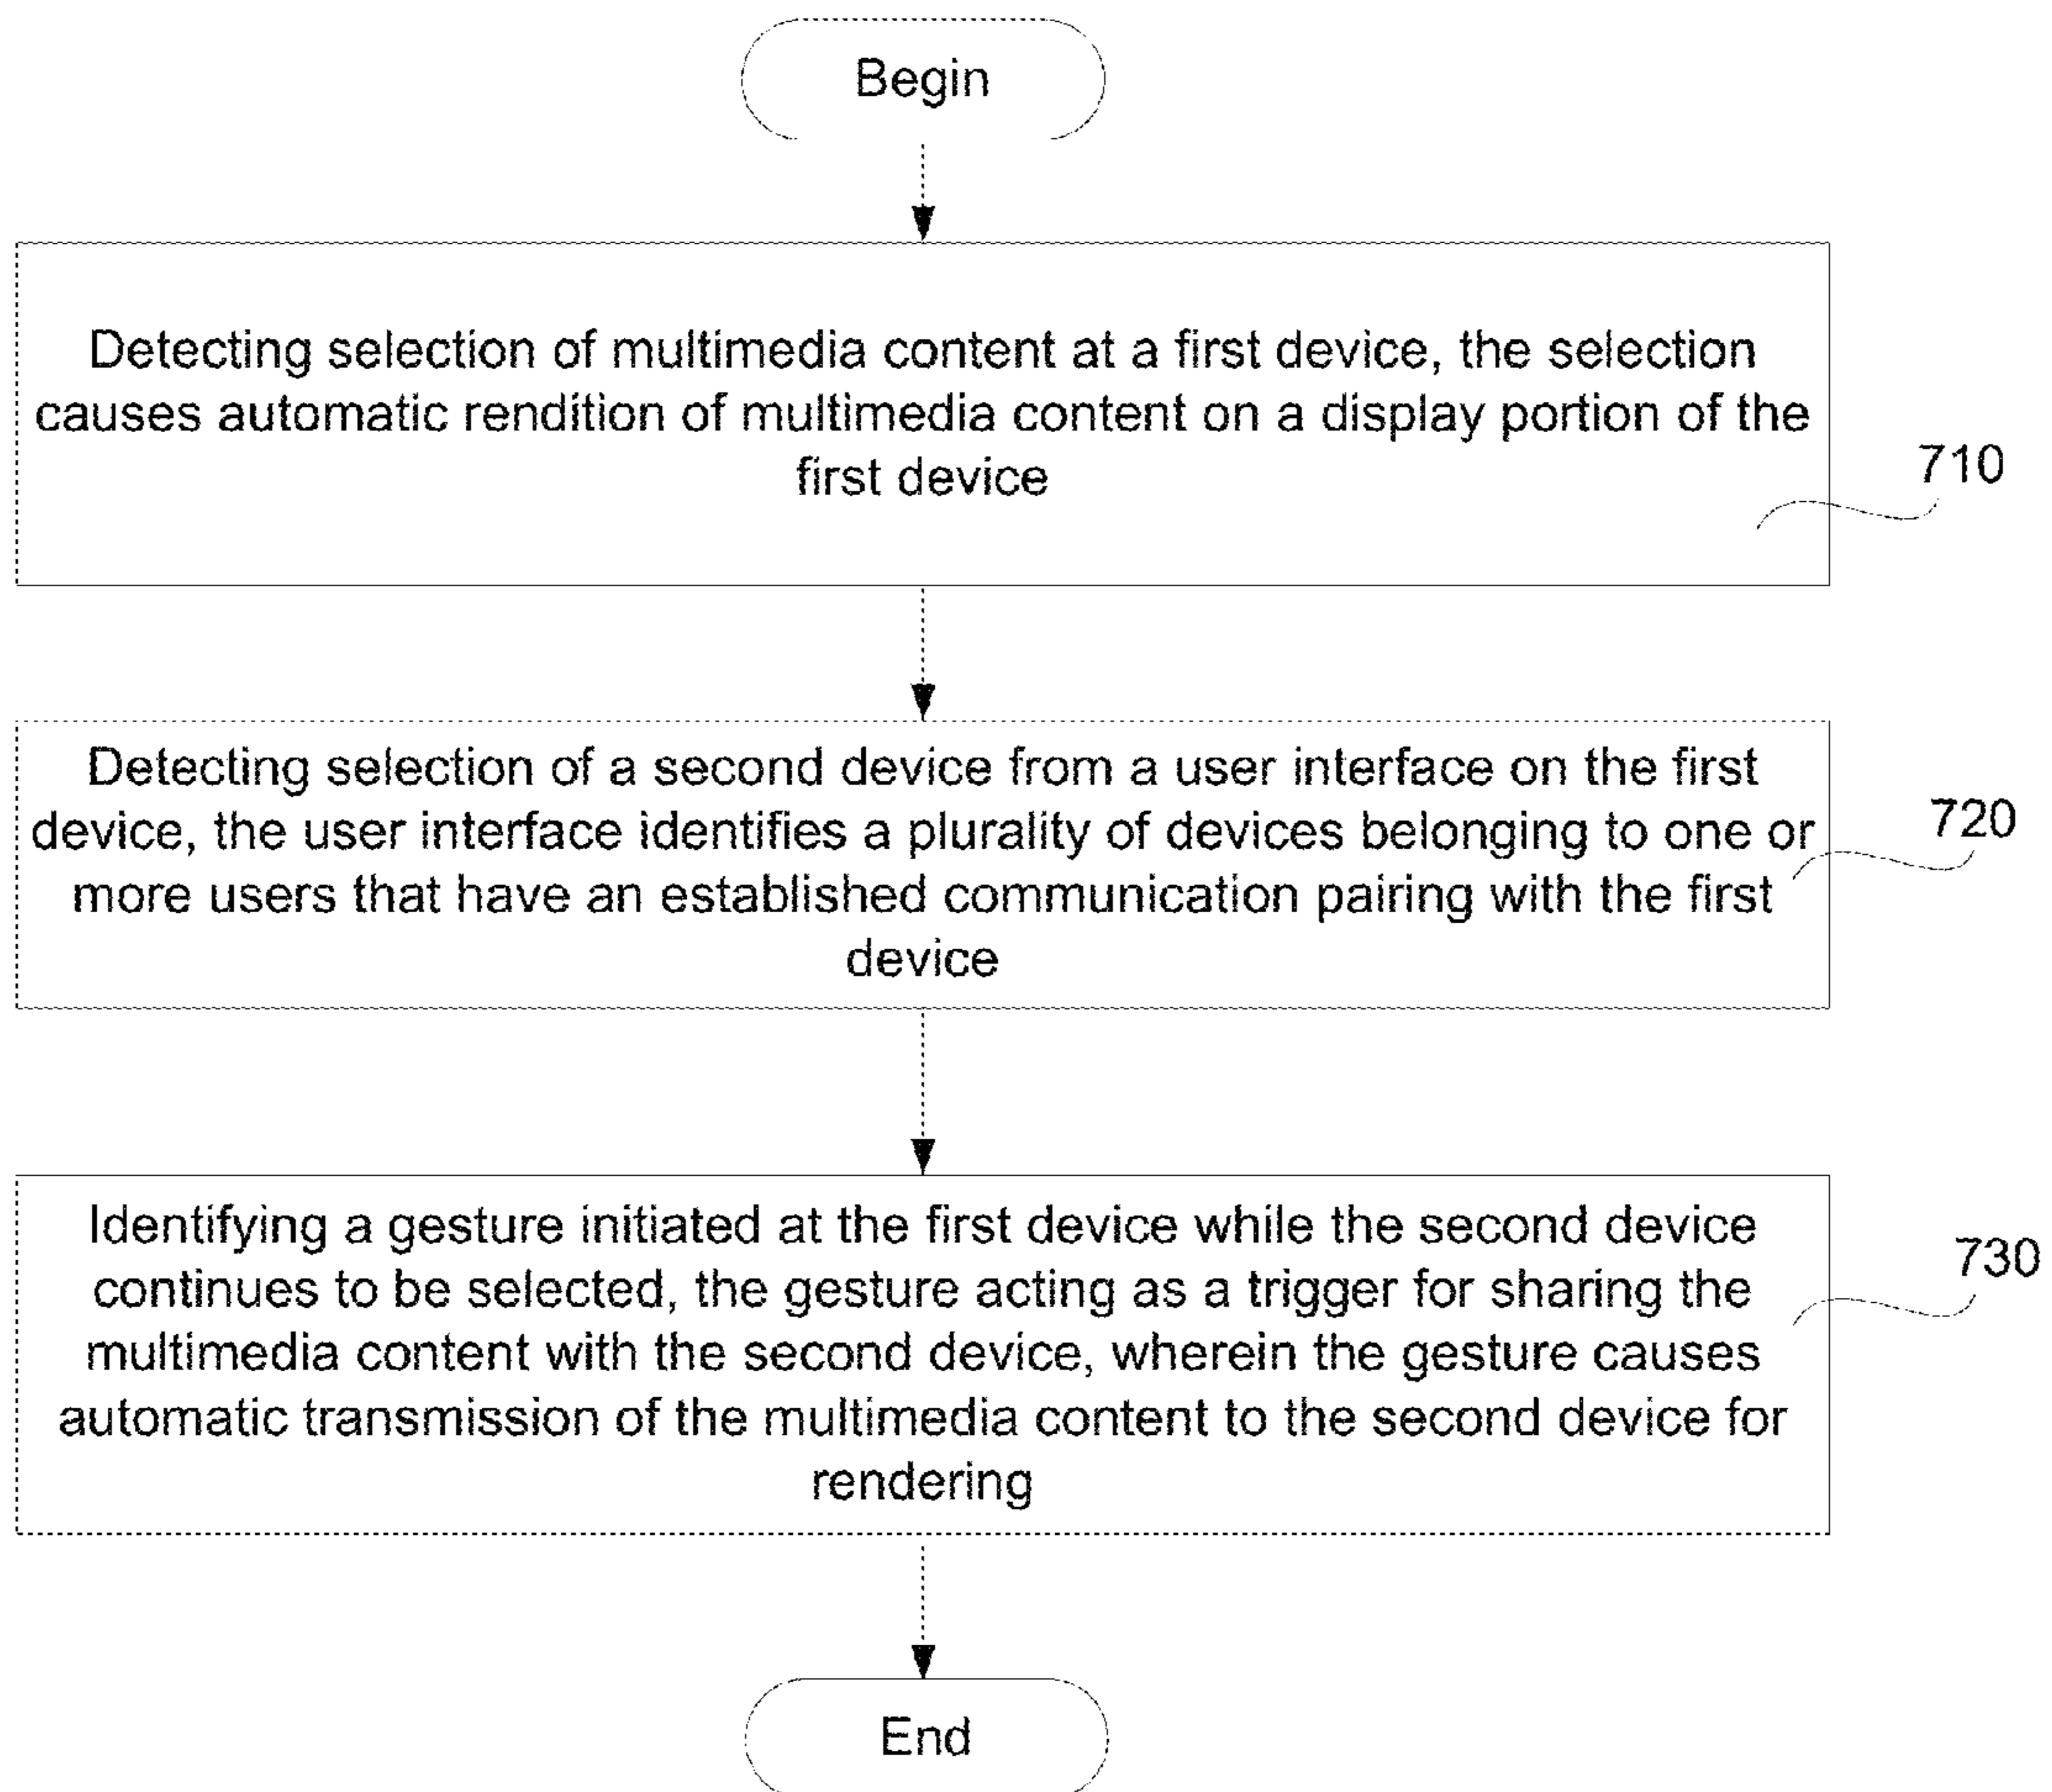 Begin
Detecting selection of multimedia content at a first device, the selection
causes automatic rendition of multimedia content on a display portion of the
first device
710
Detecting selection of a second device from a user interface on the first
device, the user interface identifies a plurality of devices belonging to one or
more users that have an established communication pairing with the first
device
720
Identifying a gesture initiated at the first device while the second device
continues to be selected, the gesture acting as a trigger for sharing the
multimedia content with the second device, wherein the gesture causes
automatic transmission of the multimedia content to the second device for
rendering
730
End